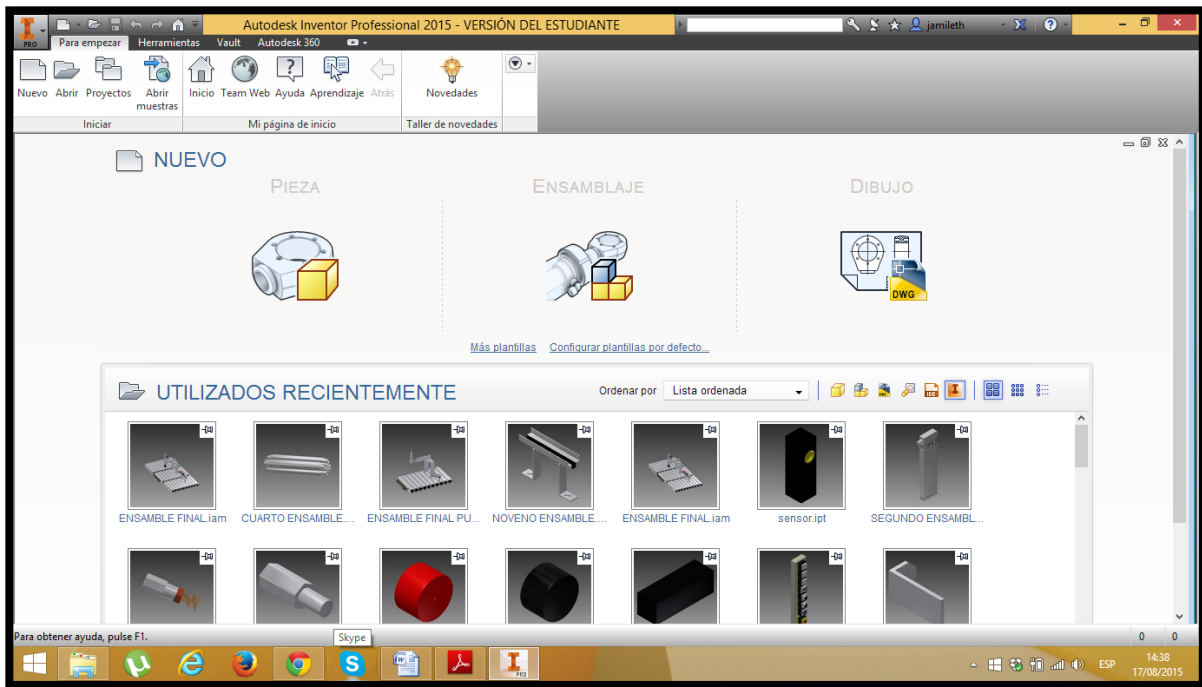 Autodesk Inventor Professional 2015 - VERSIÓN DEL ESTUDIANTE
jamileth
PRO
Para empezar Herramientas Vault Autodesk 360
Nuevo Abrir Proyectos Abrir muestras Inicio Team Web Ayuda Aprendizaje Atrás Novedades
Iniciar Mi página de inicio Taller de novedades
NUEVO
PIEZA ENSAMBLAJE DIBUJO
DWG
Más plantillas Configurar plantillas por defecto...
UTILIZADOS RECIENTEMENTE Ordenar por Lista ordenada
ENSAMBLE FINAL.iam CUARTO ENSAMBLE.... ENSAMBLE FINAL PU... NOVENO ENSAMBLE.... ENSAMBLE FINAL.iam sensor.ipt SEGUNDO ENSAMBL...
Para obtener ayuda, pulse F1. Skype 0 0
PRO
ESP 14:38
17/08/2015